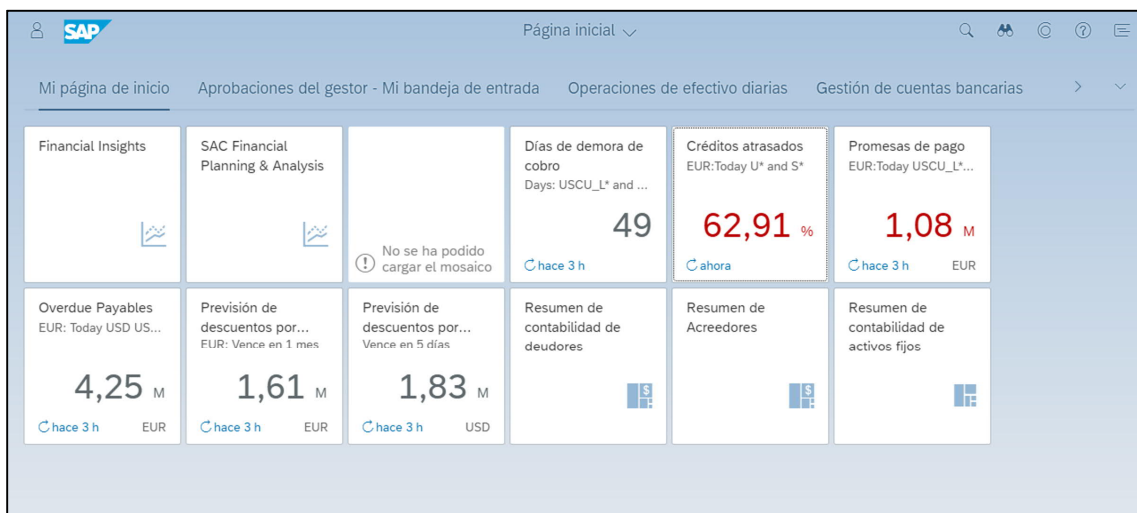 SAP
Página inicial
Mi página de inicio
Aprobaciones del gestor - Mi bandeja de entrada
Operaciones de efectivo diarias
Gestión de cuentas bancarias
Financial Insights
SAC Financial
Planning & Analysis
No se ha podido
cargar el mosaico
Días de demora de
cobro
Days: USCU_L* and ...
49
hace 3 h
Créditos atrasados
EUR:Today U* and S*
62,91 %
ahora
Promesas de pago
EUR:Today USCU_L*...
1,08 M
hace 3 h EUR
Overdue Payables
EUR: Today USD US...
4,25 M
hace 3 h EUR
Previsión de
descuentos por...
EUR: Vence en 1 mes
1,61 M
hace 3 h EUR
Previsión de
descuentos por...
Vence en 5 días
1,83 M
hace 3 h USD
Resumen de
contabilidad de
deudores
Resumen de
Acreedores
Resumen de
contabilidad de
activos fijos